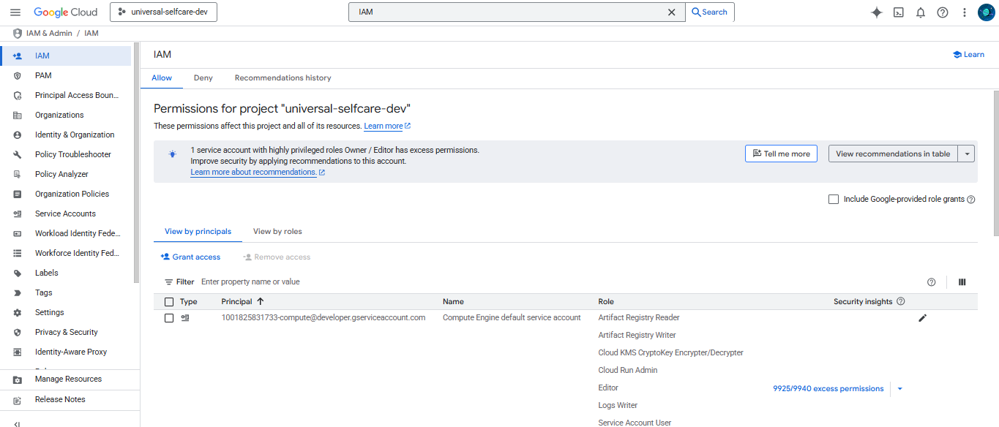 Google Cloud
universal-selfcare-dev
IAM
Search
IAM & Admin / IAM
IAM
PAM
Principal Access Boun...
Organizations
Identity & Organization
Policy Troubleshooter
Policy Analyzer
Organization Policies
Service Accounts
Workload Identity Fede...
Workforce Identity Fed...
Labels
Tags
Settings
Privacy & Security
Identity-Aware Proxy
Manage Resources
Release Notes
IAM
Learn
Allow Deny Recommendations history
Permissions for project "universal-selfcare-dev"
These permissions affect this project and all of its resources. Learn more
1 service account with highly privileged roles Owner / Editor has excess permissions.
Improve security by applying recommendations to this account.
Learn more about recommendations.
Tell me more
View recommendations in table
Include Google-provided role grants
View by principals View by roles
Grant access Remove access
Filter Enter property name or value
Type Principal Name Role Security insights
1001825831733-compute@developer.gserviceaccount.com Compute Engine default service account Artifact Registry Reader
Artifact Registry Writer
Cloud KMS CryptoKey Encrypter/Decrypter
Cloud Run Admin
Editor 9925/9940 excess permissions
Logs Writer
Service Account User